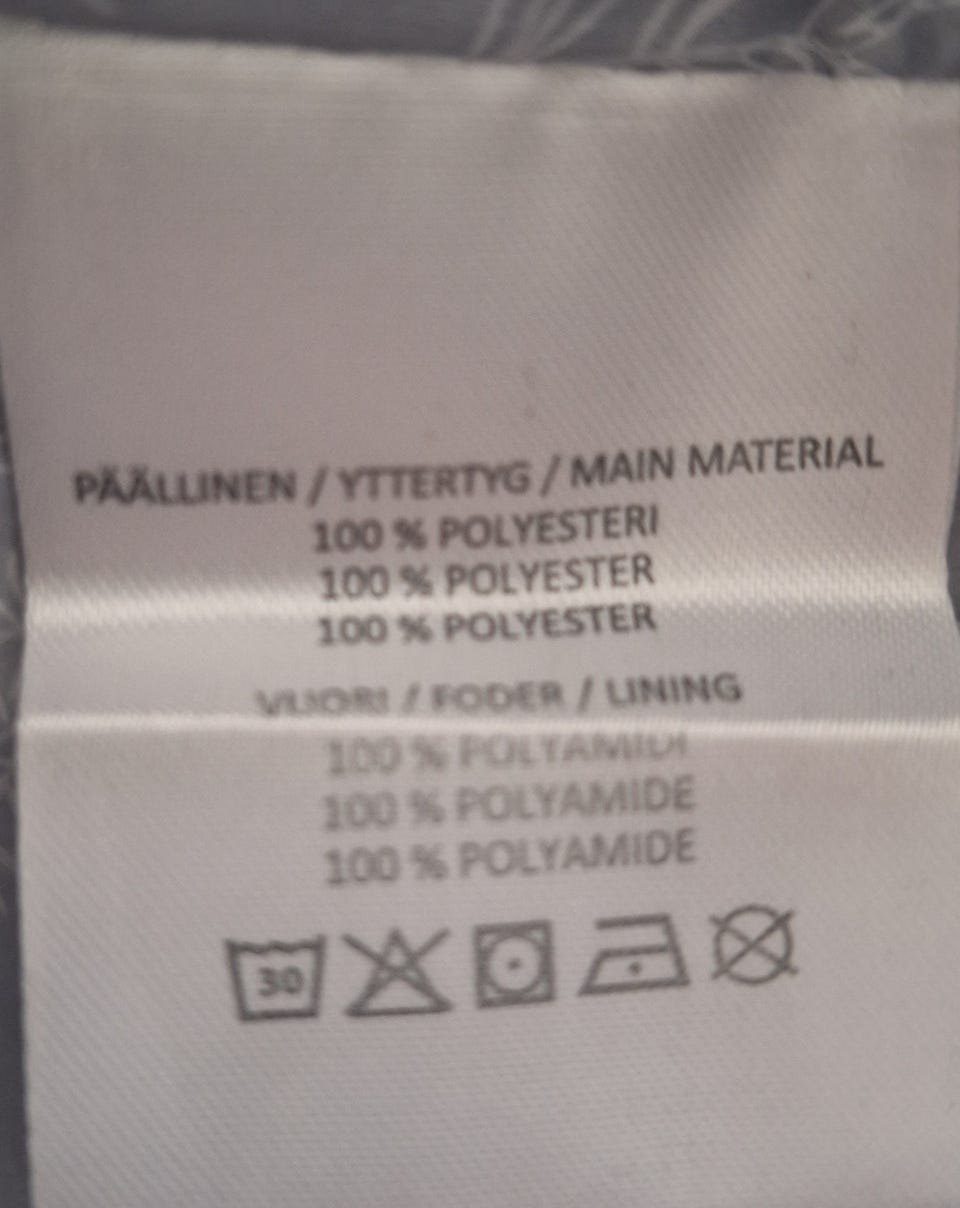 PÄÄLLINEN / YTTERTYG / MAIN MATERIAL
100 % POLYESTERI
100 % POLYESTER
100 % POLYESTER
VUORI / FODER / LINING
100 % POLYAMIDI
100 % POLYAMIDE
100 % POLYAMIDE
30